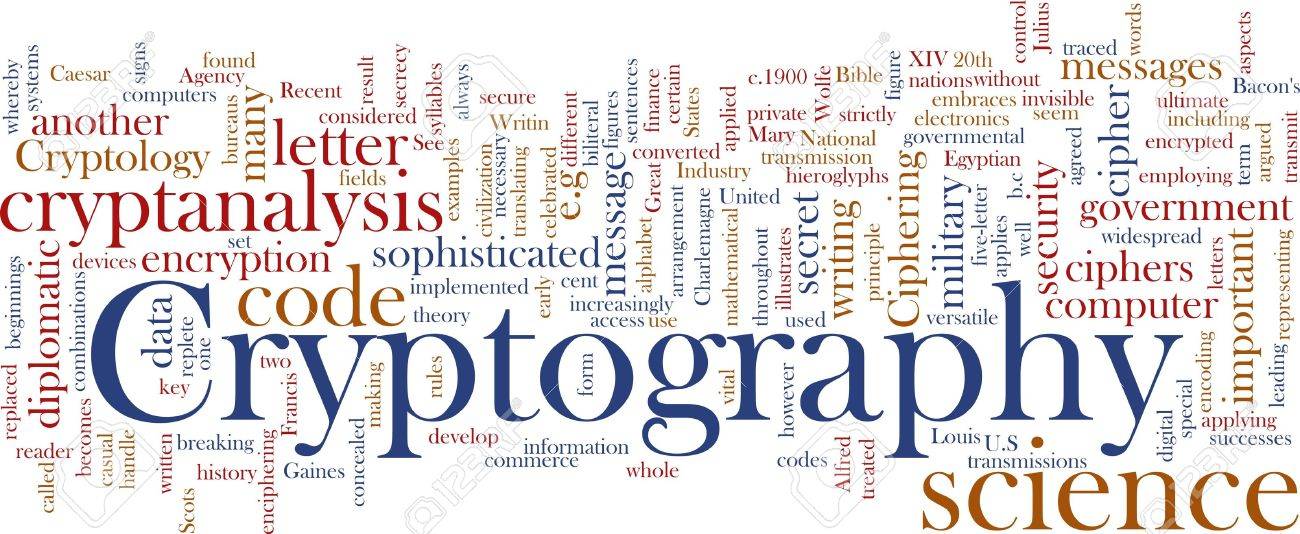 whereby
systems
Caesar
signs
found
Agency
computers
bureaus
many
Recent
result
secrecy
considered
another
Cryptology
letter
See
syllables
always
secure
Writin
cryptanalysis
fields
examples
civilization
necessary
translating
celebrated
different
e.g
biliteral
figures
sentences
finance
certain
States
applied
converted
Great
Industry
c.1900
private
Mary
Wolfe
Bible
strictly
National
transmission
hieroglyphs
figure
XIV
20th
nations
without
embraces
invisible
electronics
seem
governmental
Egyptian
control
Julius
traced
messages
words
aspects
Bacon's
ultimate
including
encrypted
transmit
cipher
agreed
term
argued
employing
b.c
security
government
widespread
well
applies
five-letter
military
Ciphering
principle
writing
secret
United
illustrates
throughout
mathematical
Charlemagne
arrangement
alphabet
message
sophisticated
set
devices
encryption
diplomatic
beginnings
combinations
data
replete
one
code
implemented
theory
early
cent
increasingly
access
use
used
versatile
ciphers
computer
letters
important
representing
Cryptography
key
two
Francis
making
rules
form
vital
however
replaced
reader
called
becomes
casual
handle
written
breaking
history
Scots
enciphering
Gaines
concealed
develop
information
commerce
whole
codes
Alfred
treated
Louis
U.S
transmissions
digital
special
encoding
leading
applying
successes
science
123RF